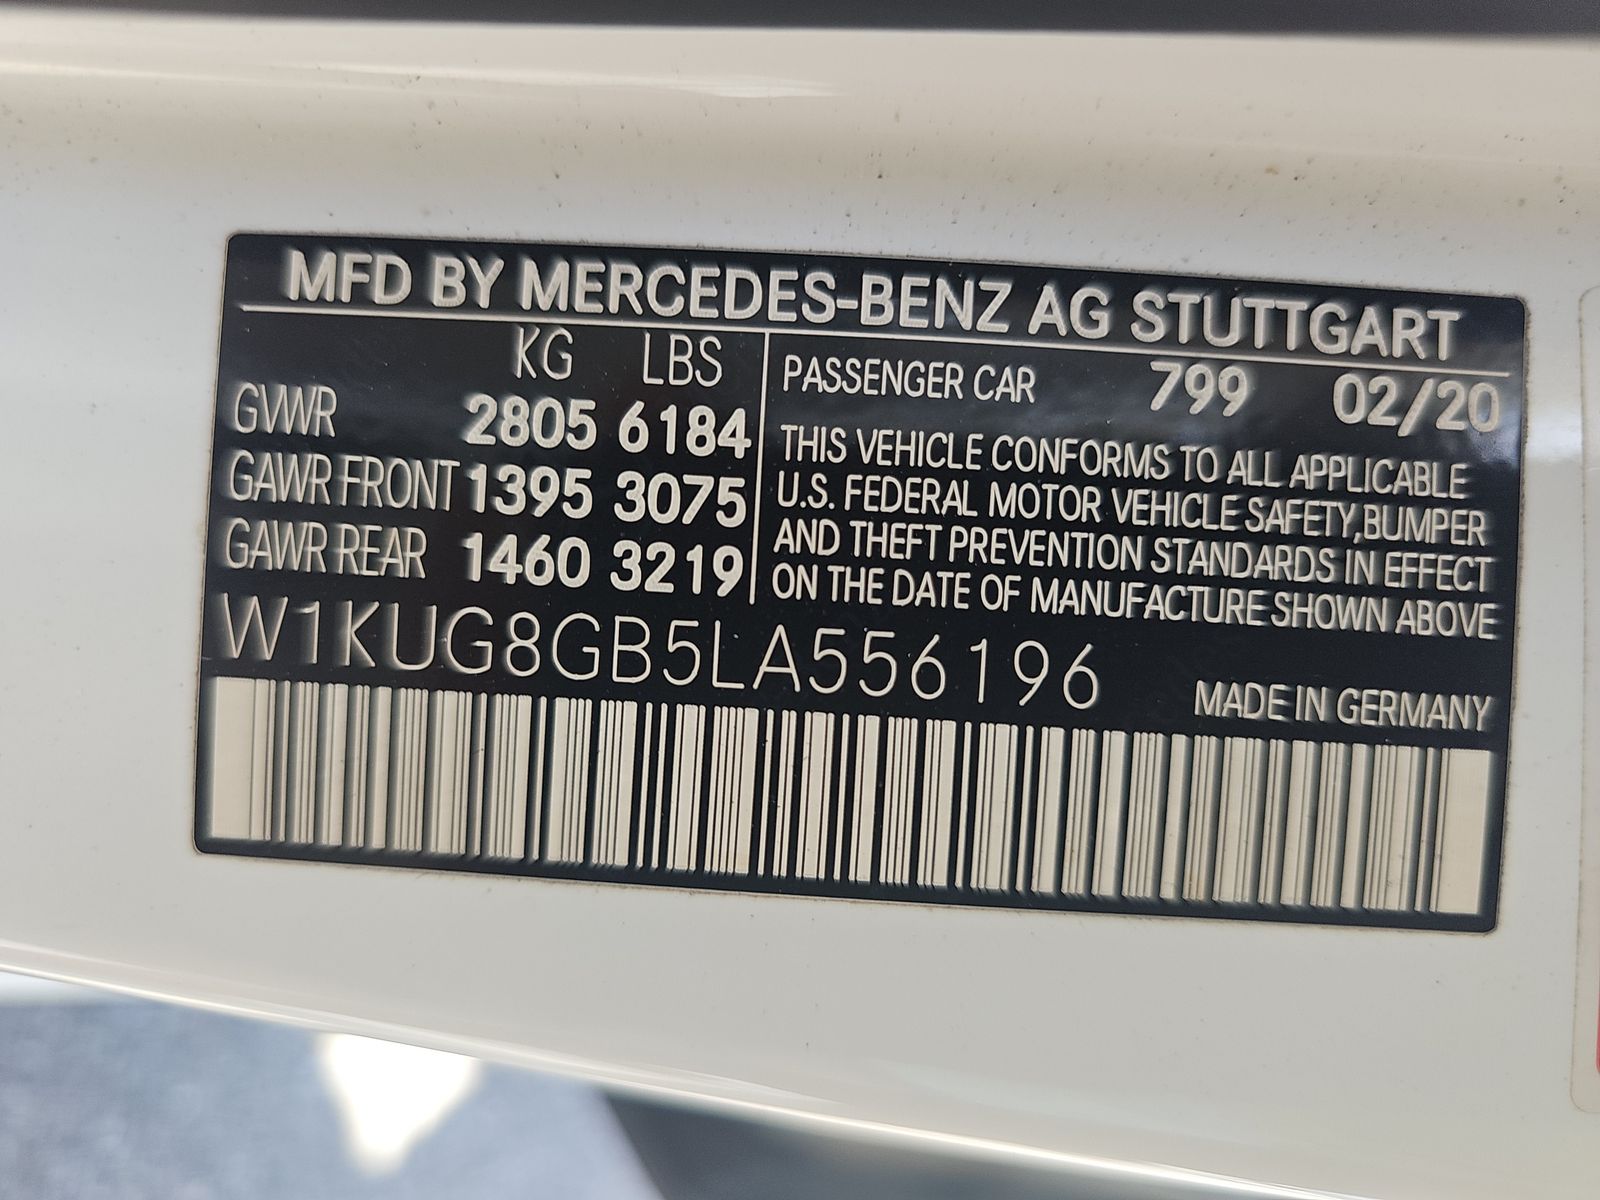 MFD BY MERCEDES-BENZ AG STUTTGART
KG LBS
GVWR 2805 6184
GAWR FRONT 1395 3075
GAWR REAR 1460 3219
PASSENGER CAR 799 02/20
THIS VEHICLE CONFORMS TO ALL APPLICABLE
U.S. FEDERAL MOTOR VEHICLE SAFETY, BUMPER
AND THEFT PREVENTION STANDARDS IN EFFECT
ON THE DATE OF MANUFACTURE SHOWN ABOVE
W1KUG8GB5LA556196
MADE IN GERMANY